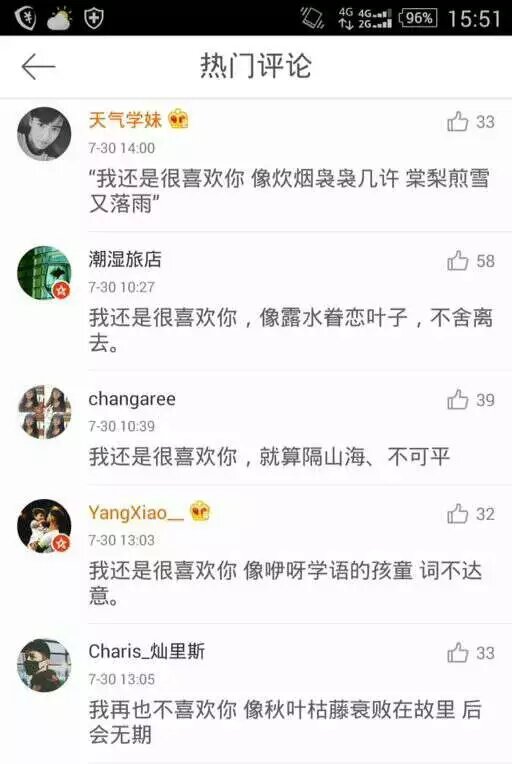 4G 4G 2G 96% 15:51
热门评论
天气学妹 33
7-30 14:00
“我还是很喜欢你 像炊烟袅袅几许 棠梨煎雪
又落雨”
潮湿旅店 58
7-30 10:27
我还是很喜欢你，像露水眷恋叶子，不舍离
去。
changaree 39
7-30 10:39
我还是很喜欢你，就算隔山海、不可平
YangXiao__ 32
7-30 13:03
我还是很喜欢你 像咿呀学语的孩童 词不达
意。
Charis_灿里斯 33
7-30 13:05
我再也不喜欢你 像秋叶枯藤衰败在故里 后
会无期